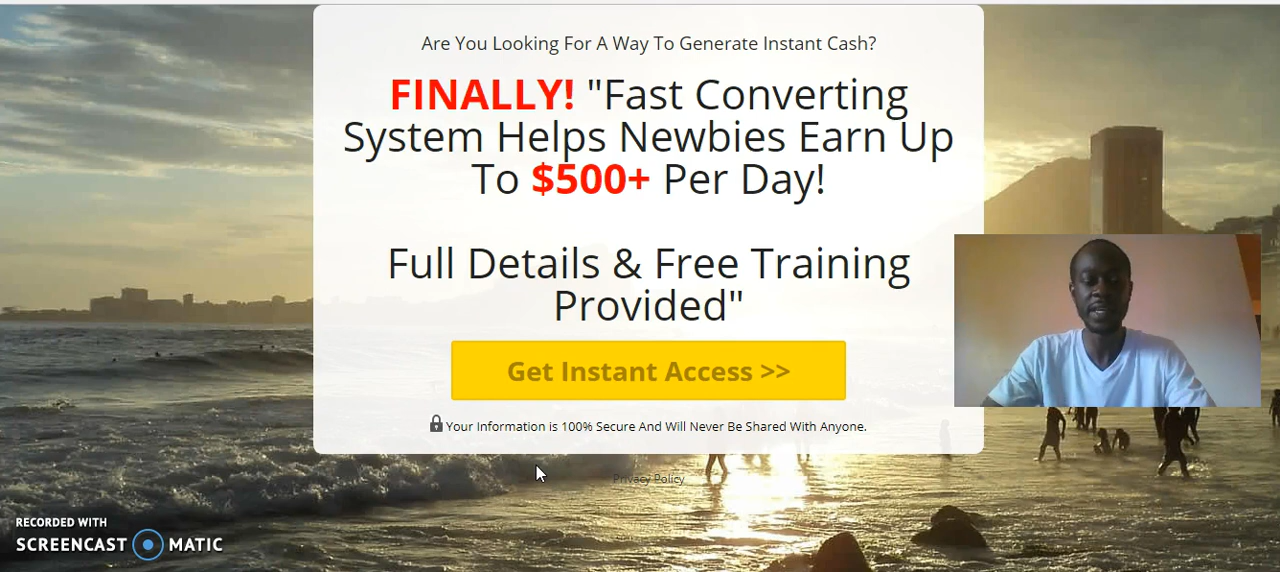 Are You Looking For A Way To Generate Instant Cash?
FINALLY! "Fast Converting
System Helps Newbies Earn Up
To $500+ Per Day!
Full Details & Free Training
Provided"
Get Instant Access >>
Your Information is 100% Secure And Will Never Be Shared With Anyone.
Privacy Policy
RECORDED WITH
SCREENCAST MATIC